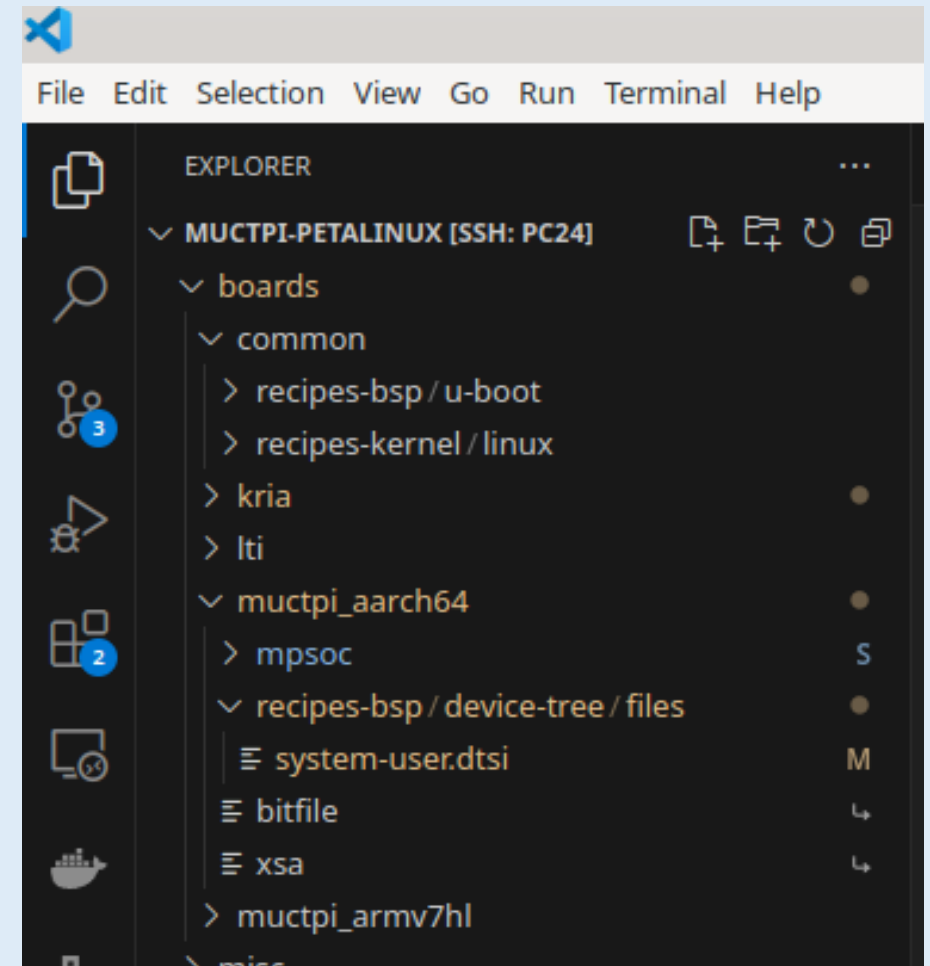 File Edit Selection View Go Run Terminal Help
EXPLORER
MUCTPI-PETALINUX [SSH: PC24]
boards
common
recipes-bsp/u-boot
recipes-kernel/linux
3
kria
lti
muctpi_aarch64
mpsoc S
2
recipes-bsp/device-tree/files
system-user.dtsi M
bitfile
xsa
muctpi_armv7hl
misc